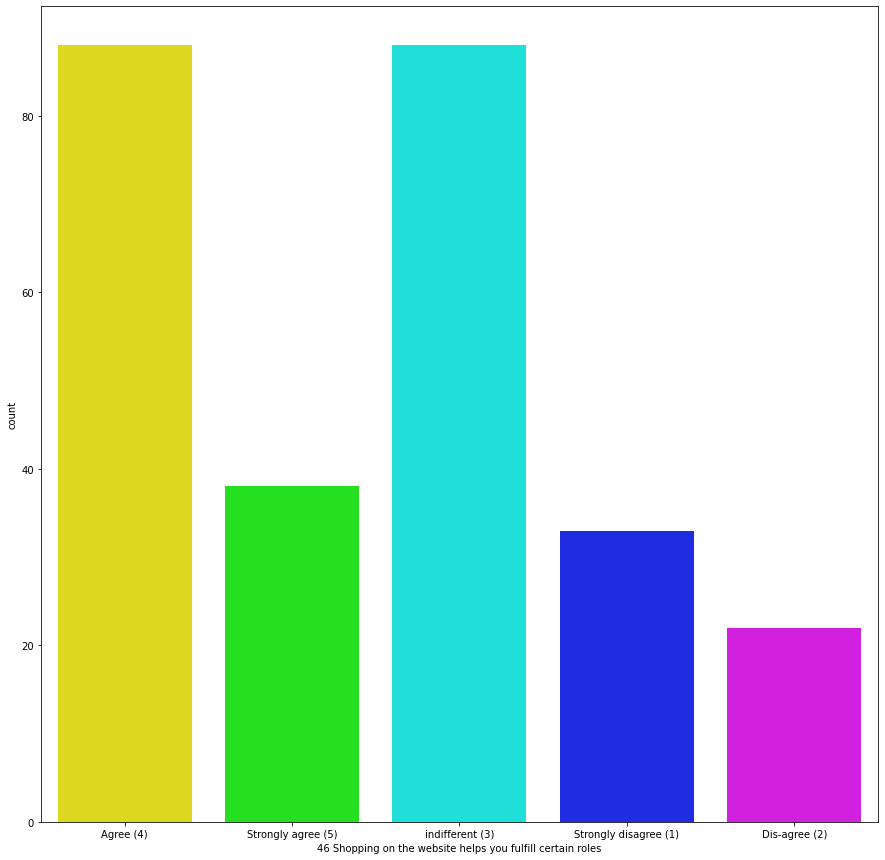 80
60
40
20
0
count
Agree (4) Strongly agree (5) indifferent (3) Strongly disagree (1) Dis-agree (2)
46 Shopping on the website helps you fulfill certain roles